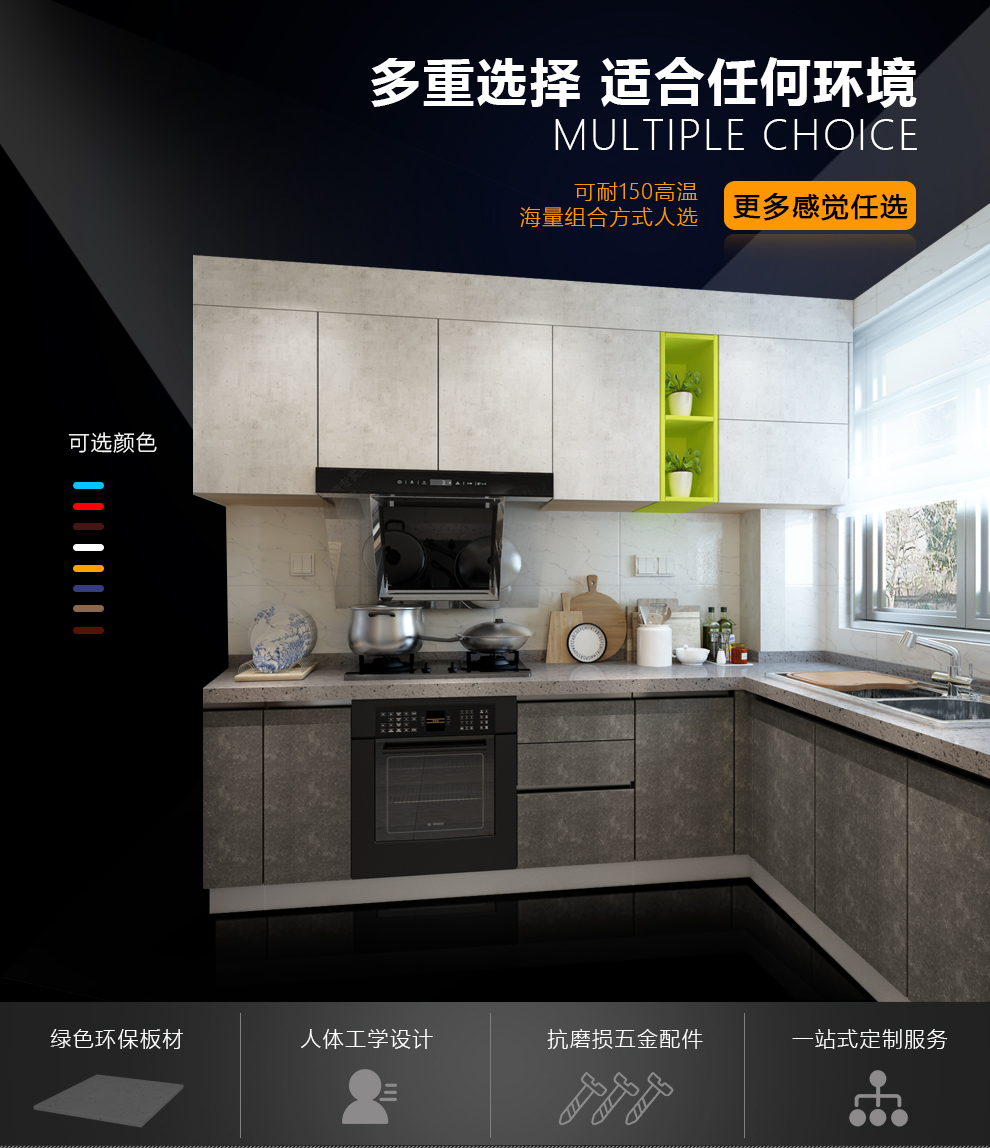 多重选择 适合任何环境
MULTIPLE CHOICE
可耐150高温
海量组合方式人选
更多感觉任选
可选颜色
绿色环保板材
人体工学设计
抗磨损五金配件
一站式定制服务